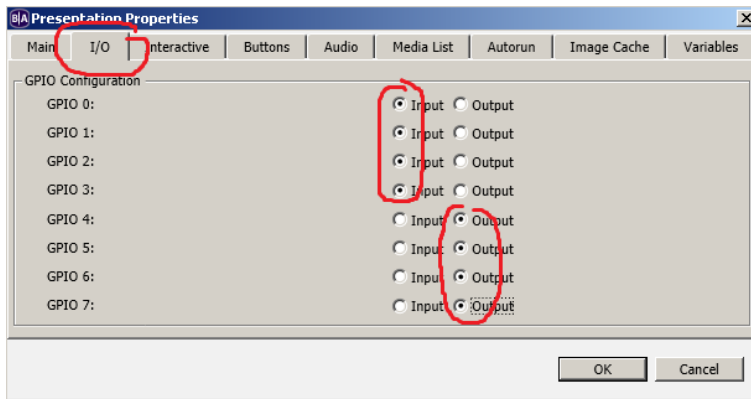 BA Presentation Properties
Main I/O Interactive Buttons Audio Media List Autorun Image Cache Variables
GPIO Configuration
GPIO 0: Input Output
GPIO 1: Input Output
GPIO 2: Input Output
GPIO 3: Input Output
GPIO 4: Input Output
GPIO 5: Input Output
GPIO 6: Input Output
GPIO 7: Input Output
OK Cancel